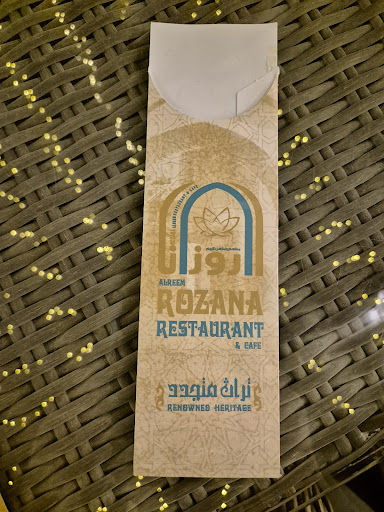 روزانا
ALREEM
ROZANA
RESTAURANT
& CAFE
تراث متجدد
RENOWNED HERITAGE